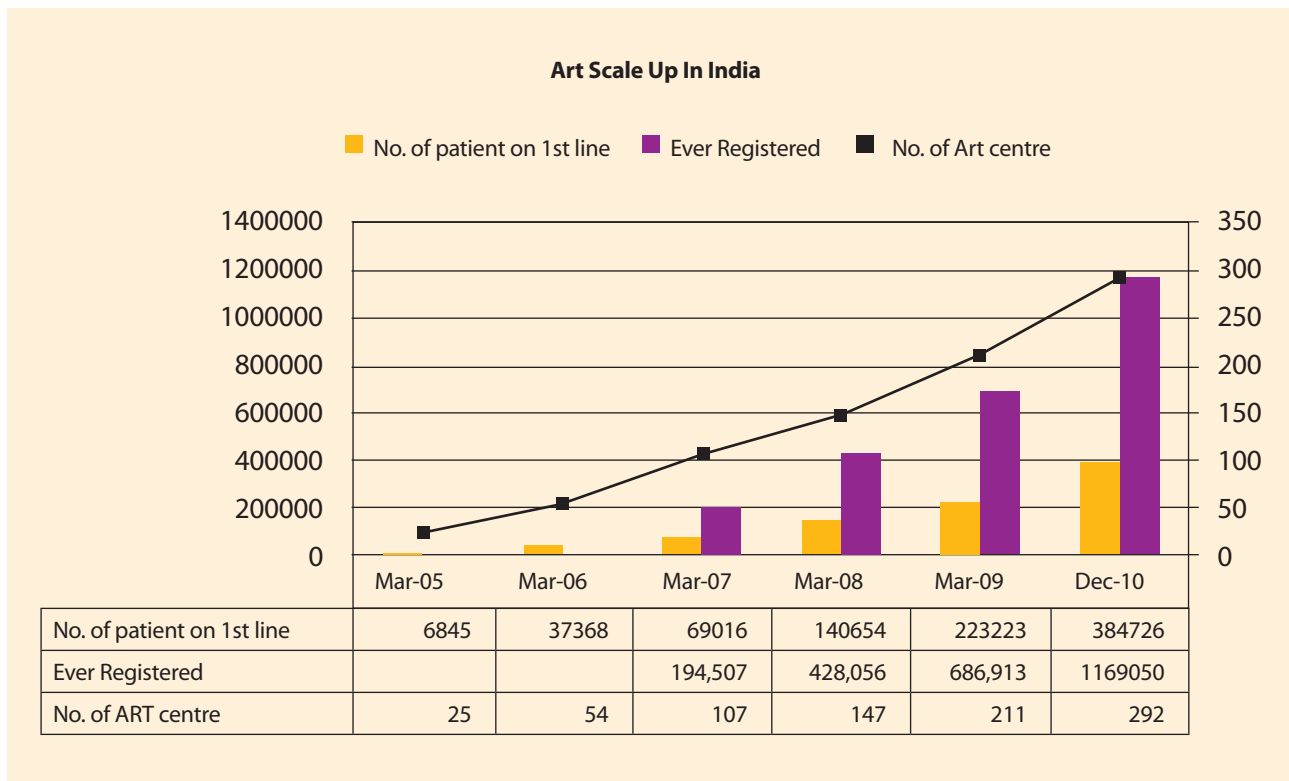 Art Scale Up In India
No. of patient on 1st line Ever Registered No. of Art centre
1400000 350
1200000 300
1000000 250
800000 200
600000 150
400000 100
200000 50
0 0
Mar-05 Mar-06 Mar-07 Mar-08 Mar-09 Dec-10
No. of patient on 1st line 6845 37368 69016 140654 223223 384726
Ever Registered 194,507 428,056 686,913 1169050
No. of ART centre 25 54 107 147 211 292